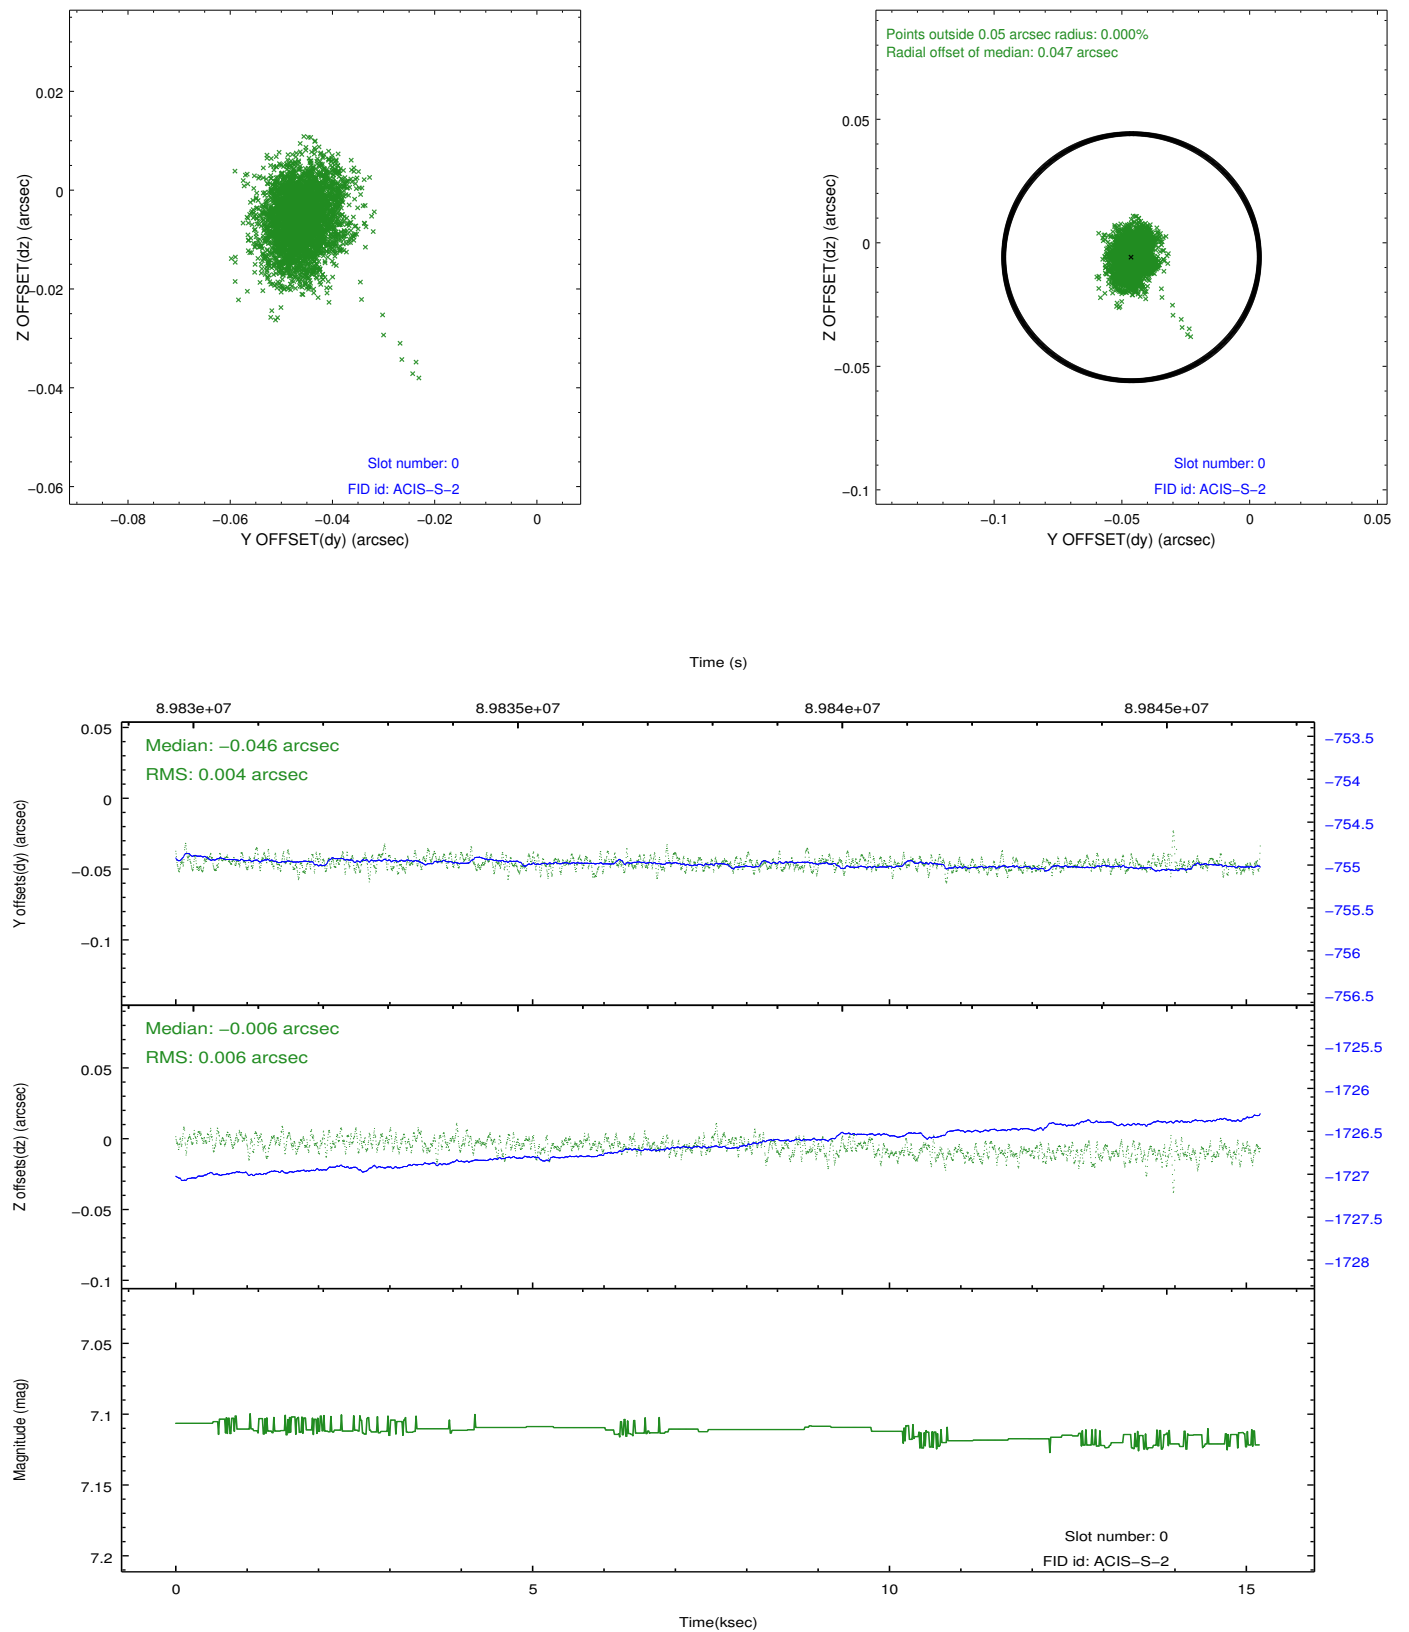 0.02
0
−0.02
−0.04
−0.06
Z OFFSET(dz) (arcsec)
Slot number: 0
FID id: ACIS−S−2
−0.08
−0.06
−0.04
−0.02
0
Y OFFSET(dy) (arcsec)
Points outside 0.05 arcsec radius: 0.000%
Radial offset of median: 0.047 arcsec
0.05
0
−0.05
−0.1
Z OFFSET(dz) (arcsec)
Slot number: 0
FID id: ACIS−S−2
−0.1
−0.05
0
0.05
Y OFFSET(dy) (arcsec)
Time (s)
8.983e+07
8.9835e+07
8.984e+07
8.9845e+07
Median: −0.046 arcsec
RMS: 0.004 arcsec
0.05
0
−0.05
−0.1
Y offsets(dy) (arcsec)
−753.5
−754
−754.5
−755
−755.5
−756
−756.5
Median: −0.006 arcsec
RMS: 0.006 arcsec
0.05
0
−0.05
−0.1
Z offsets(dz) (arcsec)
−1725.5
−1726
−1726.5
−1727
−1727.5
−1728
7.05
7.1
7.15
7.2
Magnitude (mag)
Slot number: 0
FID id: ACIS−S−2
0
5
10
15
Time(ksec)